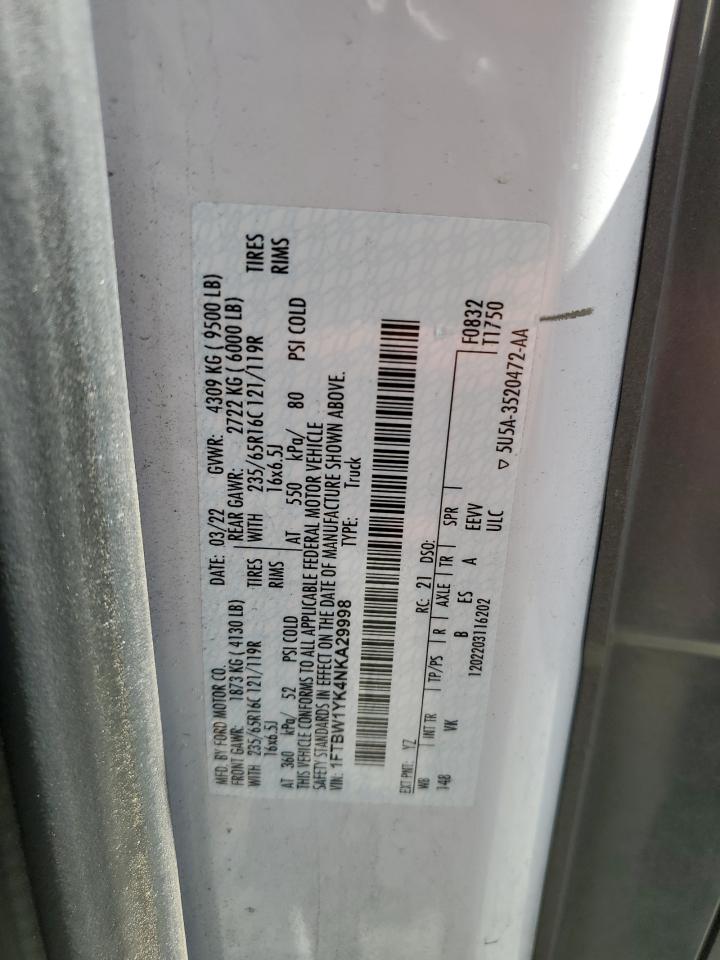 MFD. BY FORD MOTOR CO. DATE: 03/22 GVWR: 4309 KG ( 9500 LB)
FRONT GAWR: 1873 KG ( 4130 LB) REAR GAWR: 2722 KG ( 6000 LB)
WITH 235/65R16C 121/119R TIRES WITH 235/65R16C 121/119R TIRES
16x6.5J RIMS 16x6.5J RIMS
AT 360 kPa/ 52 PSI COLD AT 550 kPa/ 80 PSI COLD
THIS VEHICLE CONFORMS TO ALL APPLICABLE FEDERAL MOTOR VEHICLE
SAFETY STANDARDS IN EFFECT ON THE DATE OF MANUFACTURE SHOWN ABOVE.
VIN: 1FTBW1YK4NKA29998 TYPE: Truck
EXT PNT: YZ RC: 21 DSO: F0832
WB INT TR TP/PS R AXLE TR SPR T1750
148 VK B ES A EEVV
1202203116202 ULC ▽ 5U5A-3520472-AA